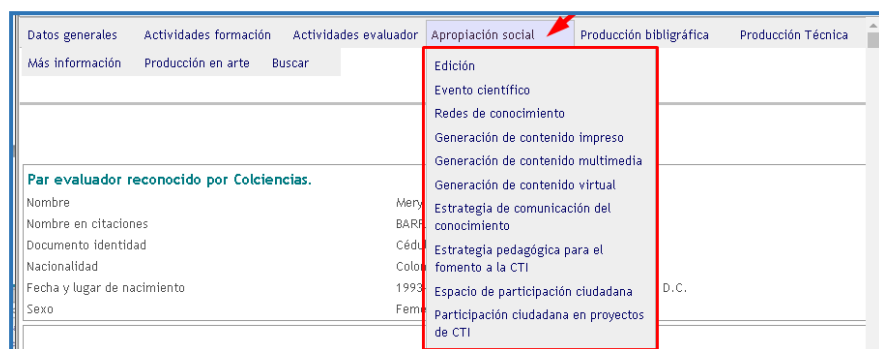 Datos generales Actividades formación Actividades evaluador Apropiación social Producción bibligráfica Producción Técnica
Más información Producción en arte Buscar
Edición
Evento científico
Redes de conocimiento
Generación de contenido impreso
Generación de contenido multimedia
Generación de contenido virtual
Estrategia de comunicación del
conocimiento
Estrategia pedagógica para el
fomento a la CTI
Espacio de participación ciudadana
Participación ciudadana en proyectos
de CTI
Par evaluador reconocido por Colciencias.
Nombre Mery
Nombre en citaciones
Documento identidad
Nacionalidad
Fecha y lugar de nacimiento 1993 D.C.
Sexo